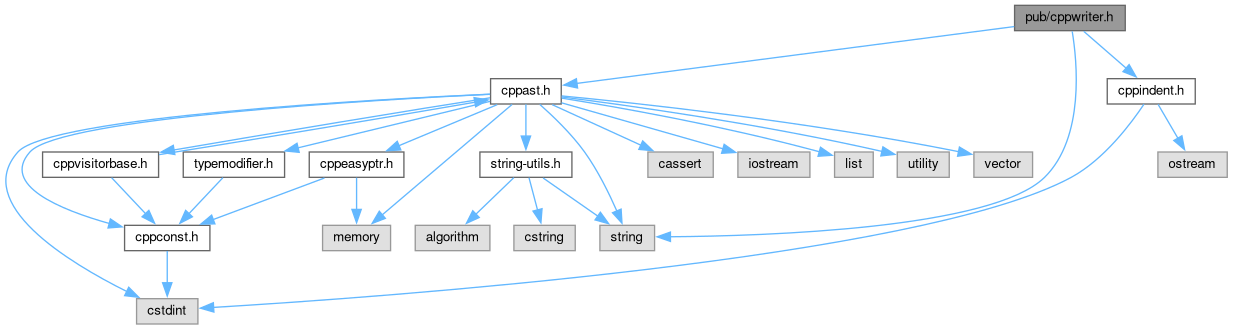 pub/cppwriter.h
cppast.h
cppindent.h
cppvisitorbase.h
typemodifier.h
cppeasyptr.h
string-utils.h
cassert
iostream
list
utility
vector
ostream
cppconst.h
memory
algorithm
cstring
string
cstdint